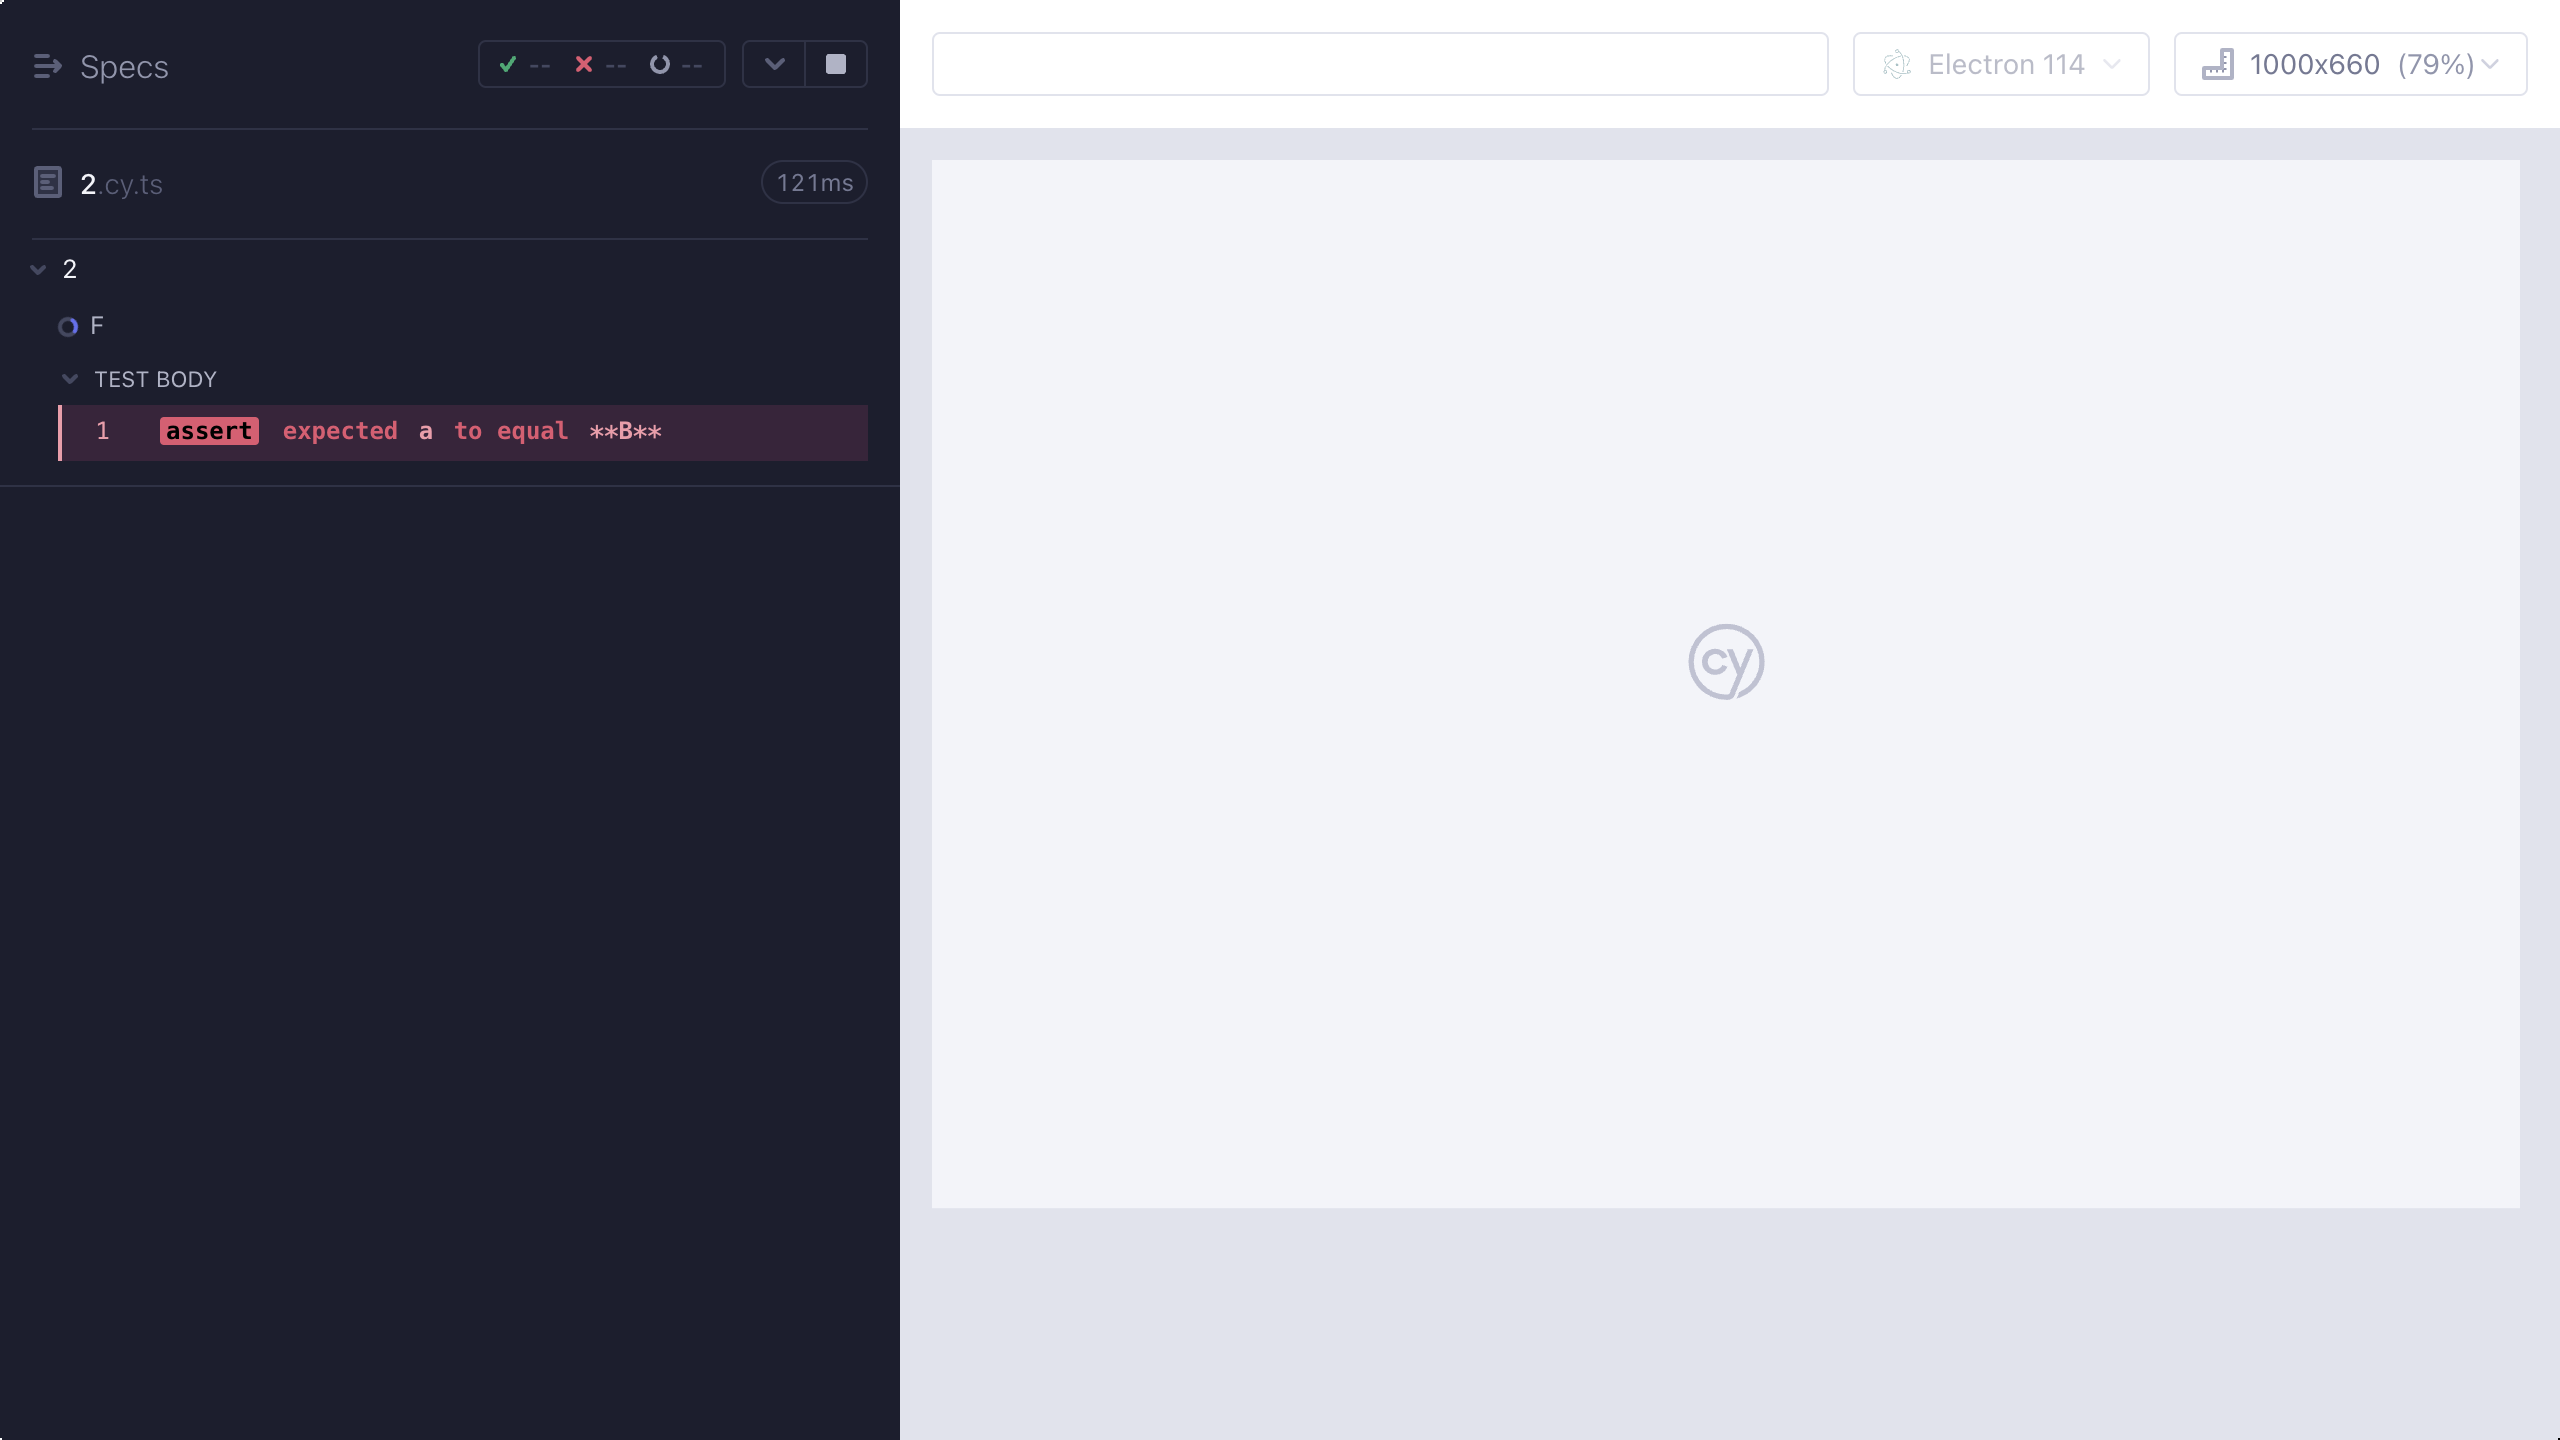 Specs
-- -- --
2.cy.ts
121ms
2
F
TEST BODY
1 assert expected a to equal **B**
Electron 114
1000x660 (79%)
cy